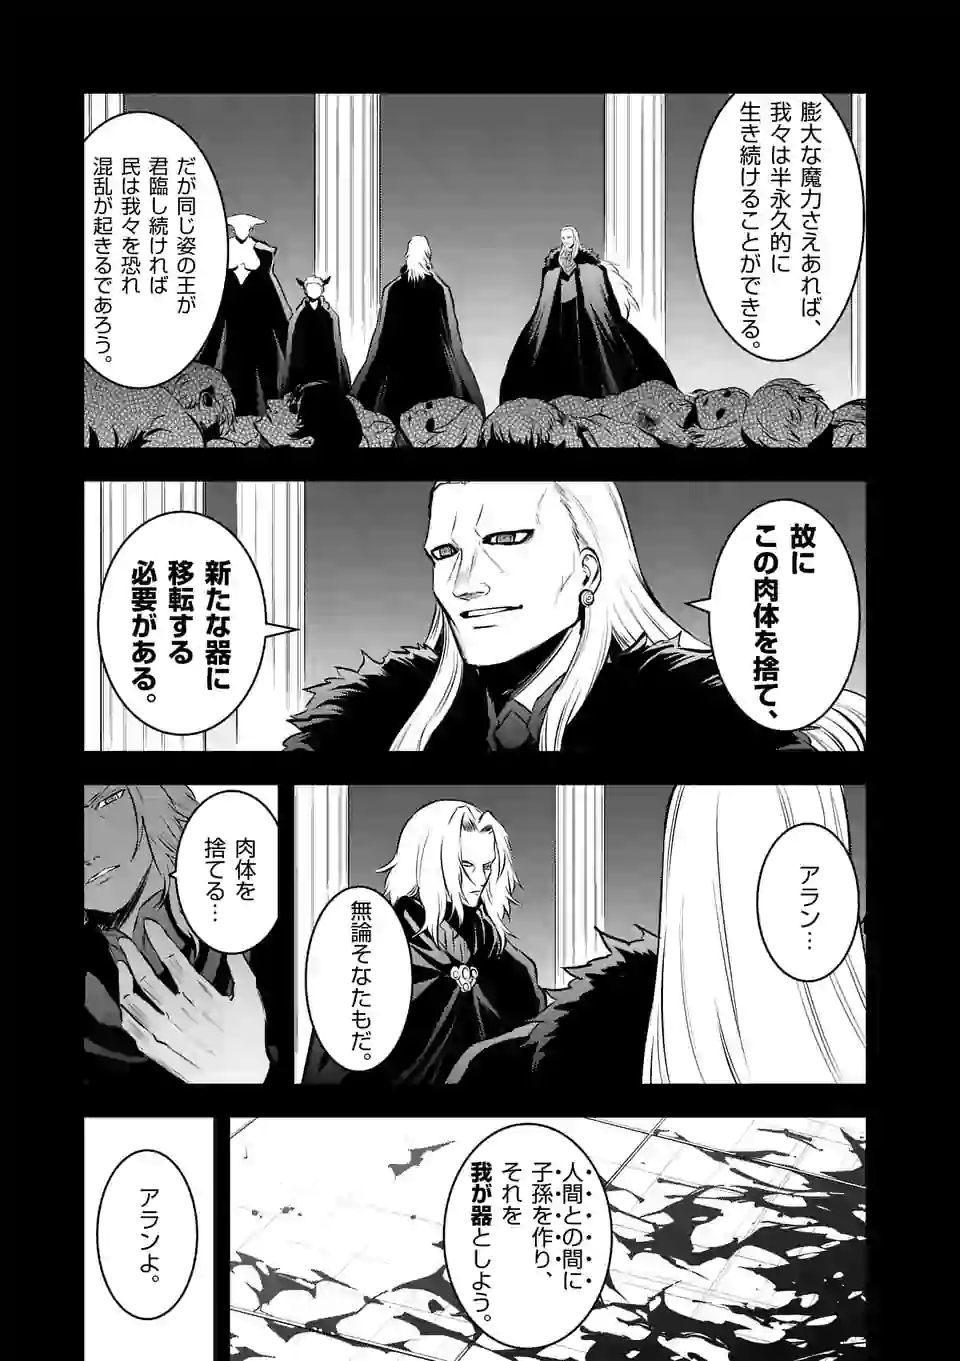 膨大な魔力さえあれば、
我々は半永久的に
生き続けることができる。
だが同じ姿の王が
君臨し続ければ
民は我々を恐れ
混乱が起きるであろう。
故に
この肉体を捨て、
新たな器に
移転する
必要がある。
アラン…
無論そなたもだ。
肉体を
捨てる…
人間との間に
子孫を作り、
それを
我が器としよう。
アランよ。